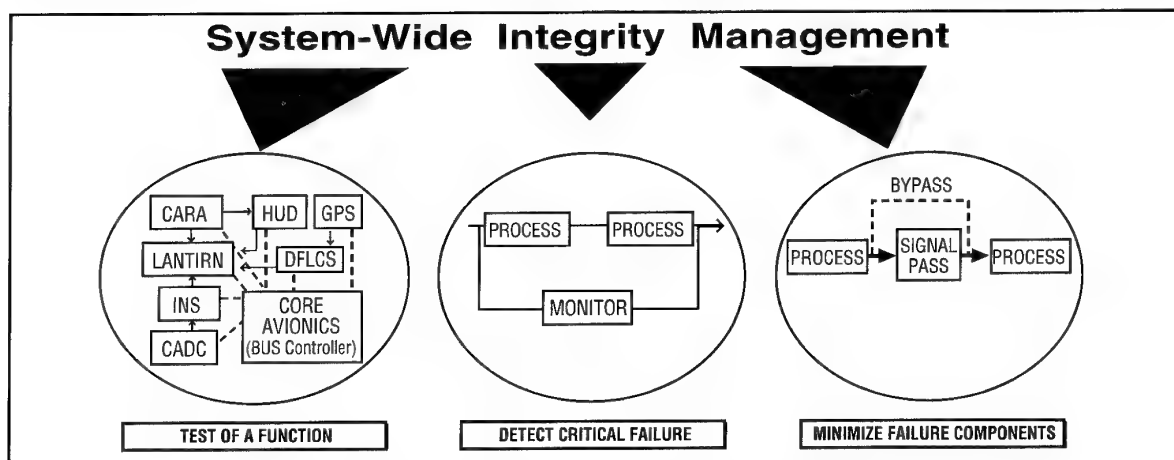 System-Wide Integrity Management
CARA
HUD
GPS
LANTIRN
DFLCS
INS
CORE
AVIONICS
(BUS Controller)
CADC
TEST OF A FUNCTION
PROCESS
PROCESS
MONITOR
DETECT CRITICAL FAILURE
BYPASS
PROCESS
SIGNAL
PASS
PROCESS
MINIMIZE FAILURE COMPONENTS